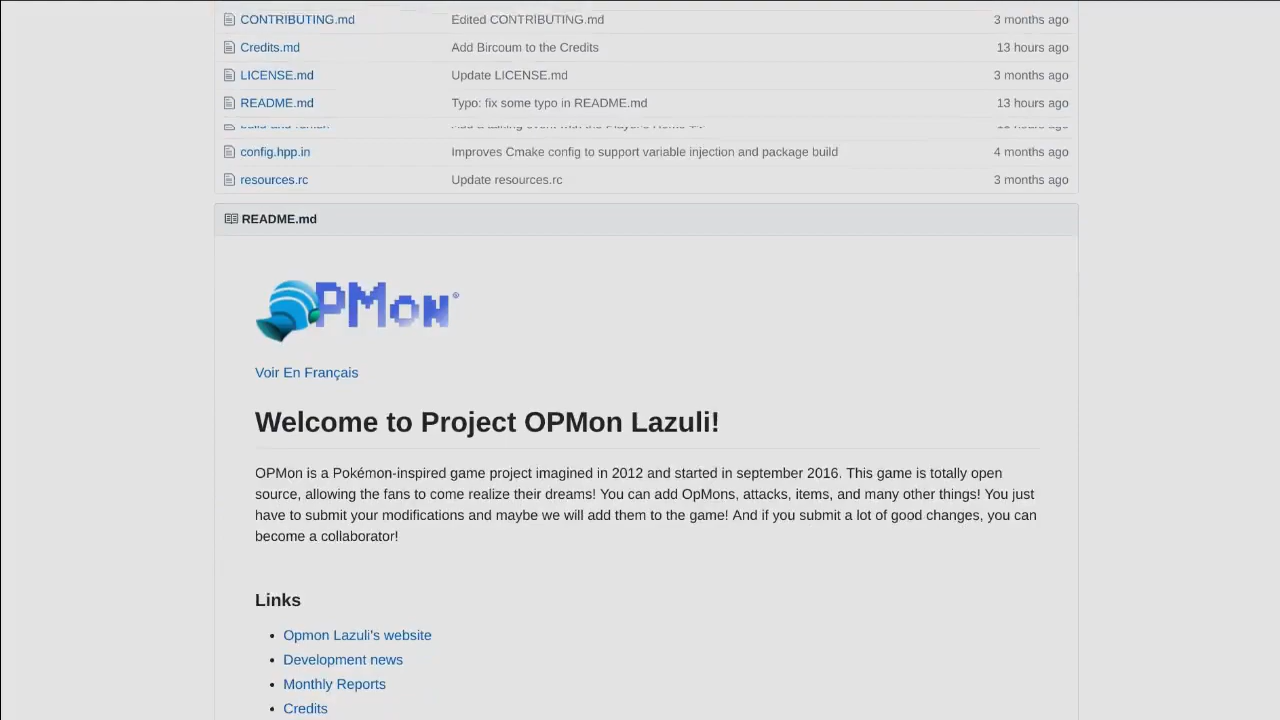 CONTRIBUTING.md Edited CONTRIBUTING.md 3 months ago
Credits.md Add Bircoum to the Credits 13 hours ago
LICENSE.md Update LICENSE.md 3 months ago
README.md Typo: fix some typo in README.md 13 hours ago
config.hpp.in Improves Cmake config to support variable injection and package build 4 months ago
resources.rc Update resources.rc 3 months ago
README.md
PMon®
Voir En Français
Welcome to Project OPMon Lazuli!
OPMon is a Pokémon-inspired game project imagined in 2012 and started in september 2016. This game is totally open
source, allowing the fans to come realize their dreams! You can add OpMons, attacks, items, and many other things! You just
have to submit your modifications and maybe we will add them to the game! And if you submit a lot of good changes, you can
become a collaborator!
Links
• Opmon Lazuli's website
• Development news
• Monthly Reports
• Credits